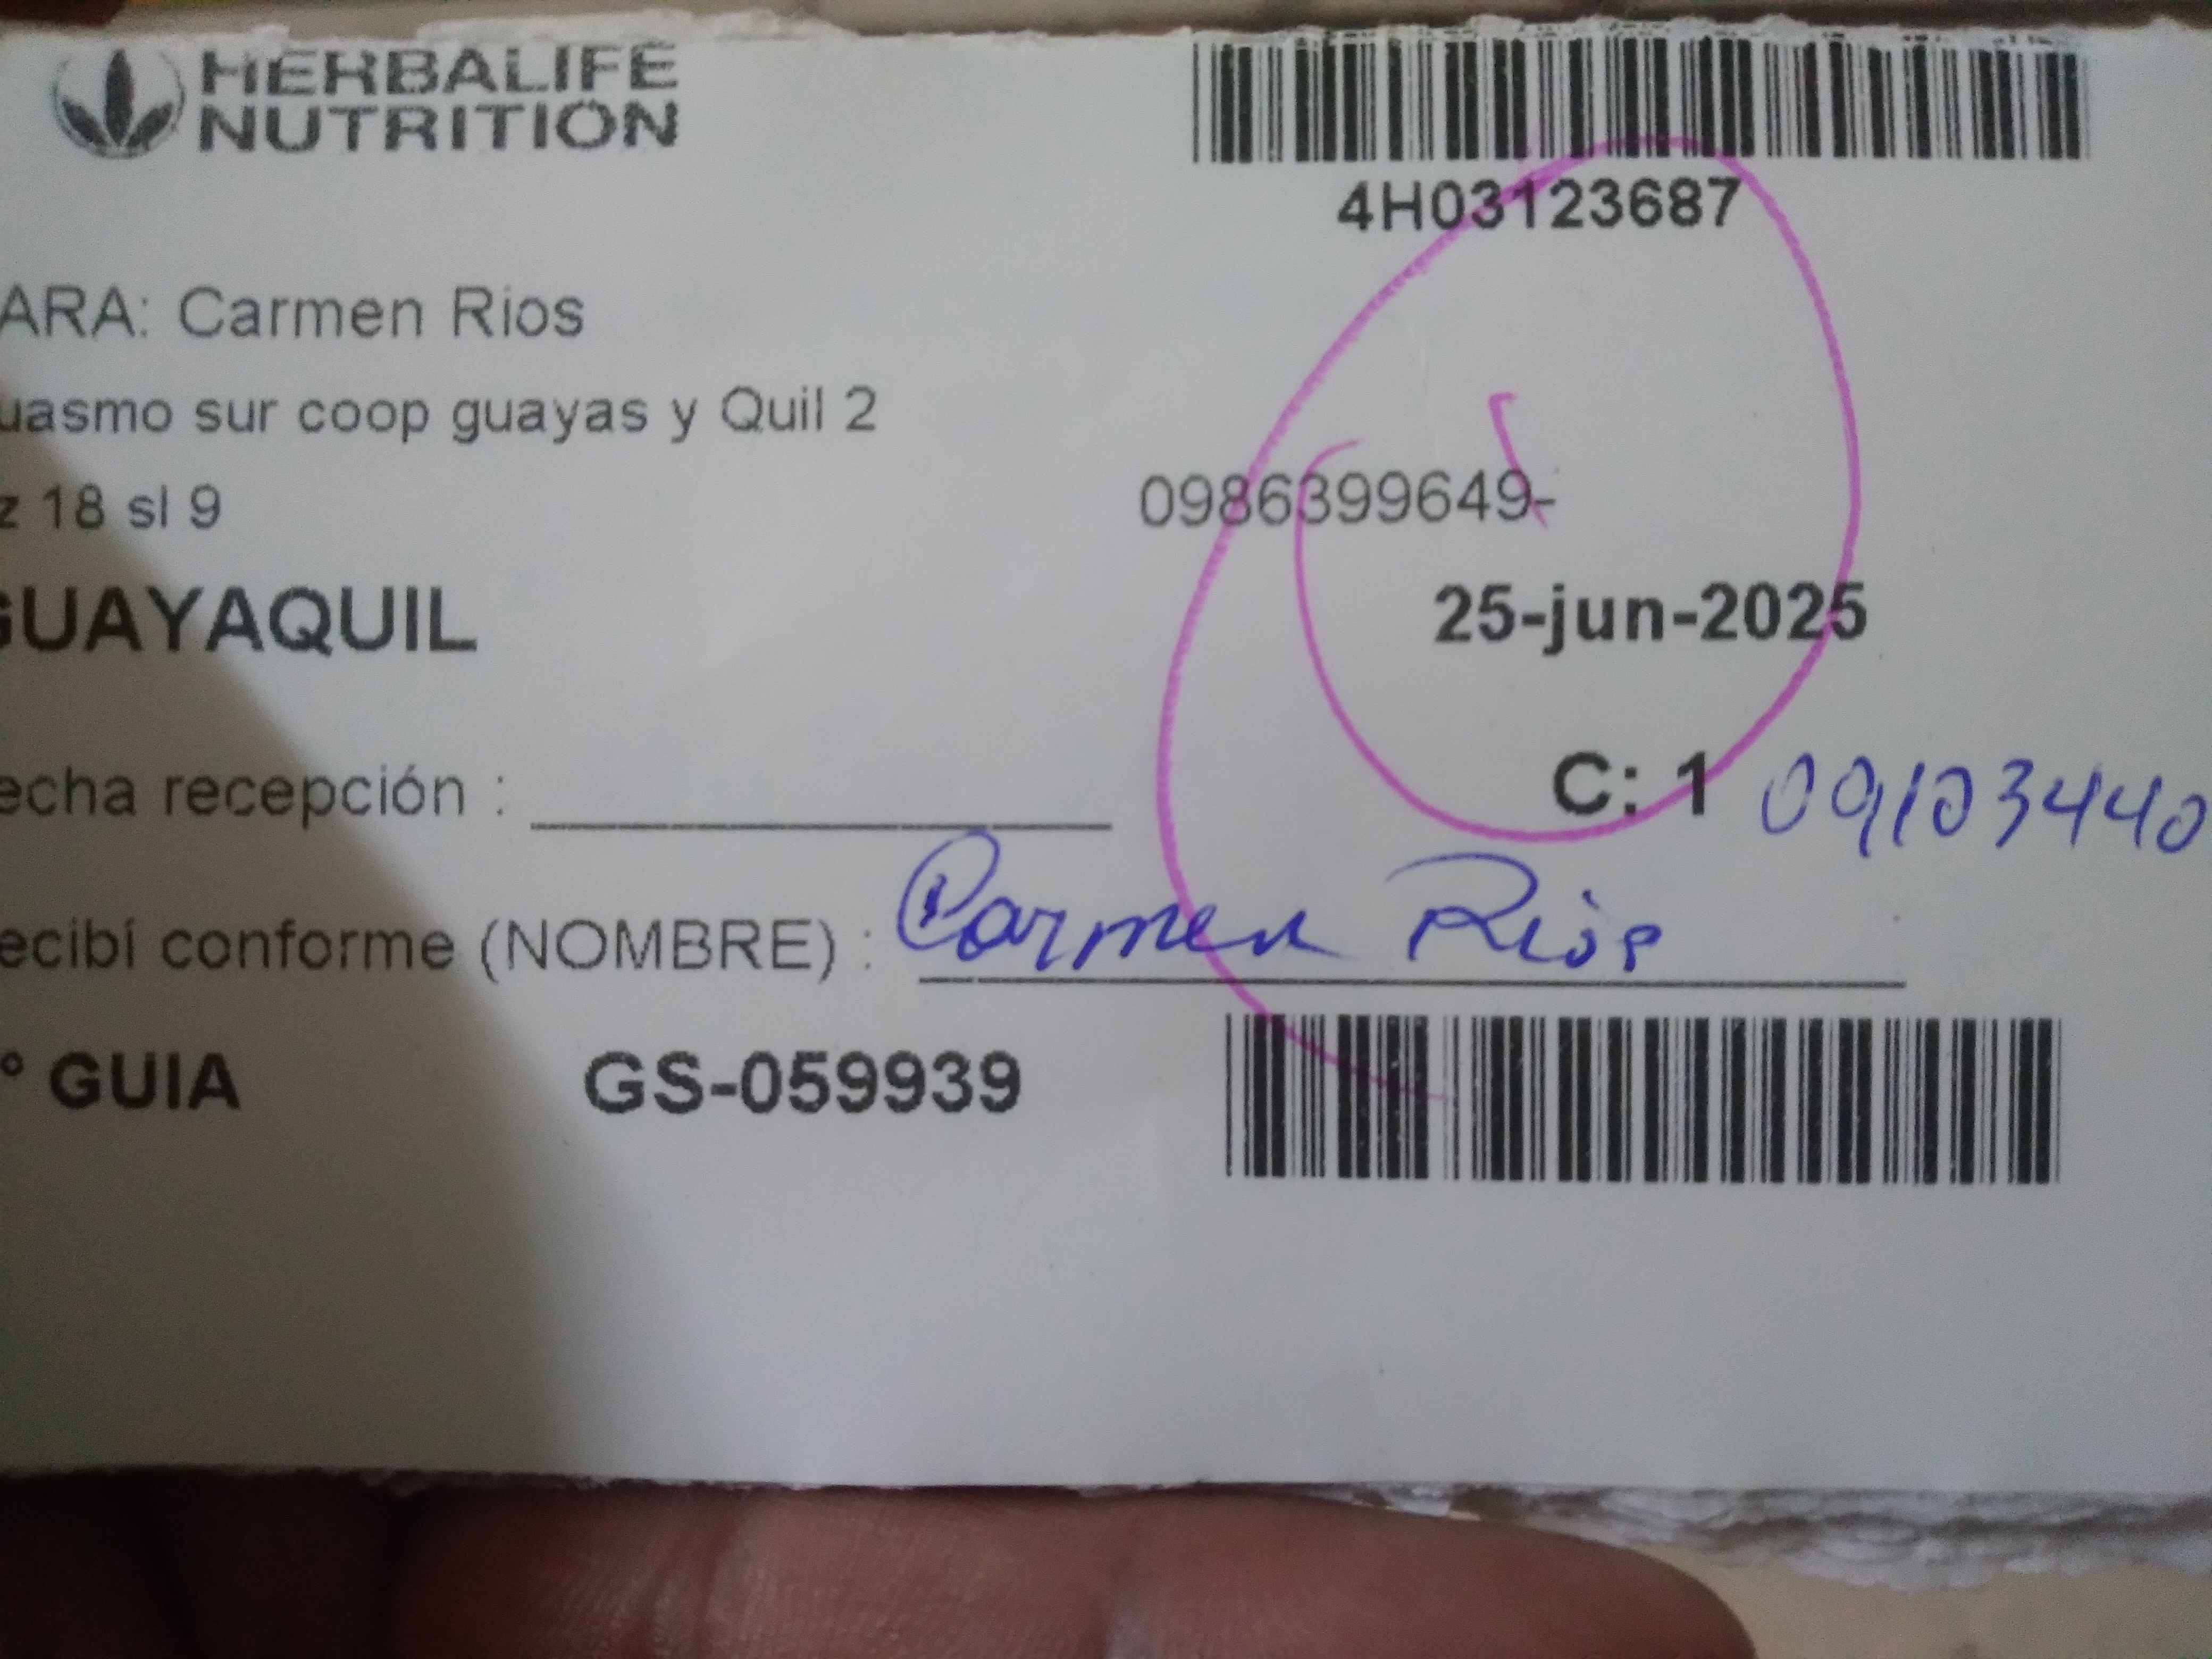 HERBALIFE
NUTRITION
4H03123687
ARA: Carmen Rios
uasmo sur coop guayas y Quil 2
0986399649-
z 18 sl 9
GUAYAQUIL
25-jun-2025
echa recepción :
C: 1 09103440
ecibí conforme (NOMBRE) : Carmen Rios
° GUIA GS-059939